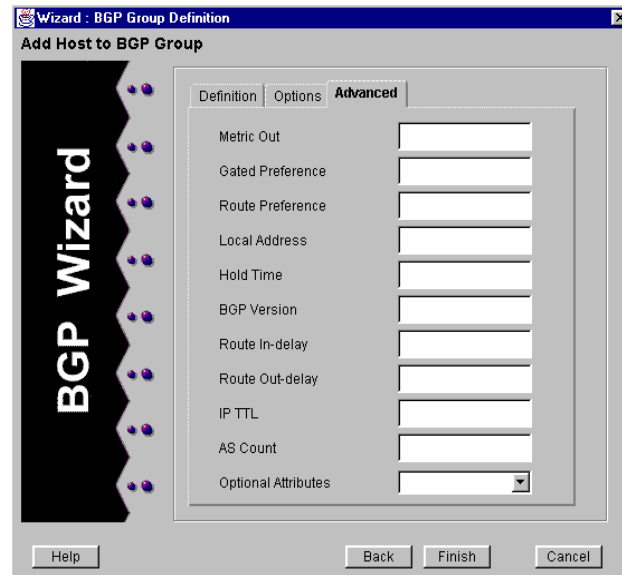 Wizard : BGP Group Definition
Add Host to BGP Group
BGP Wizard
Definition Options Advanced
Metric Out
Gated Preference
Route Preference
Local Address
Hold Time
BGP Version
Route In-delay
Route Out-delay
IP TTL
AS Count
Optional Attributes
Help Back Finish Cancel